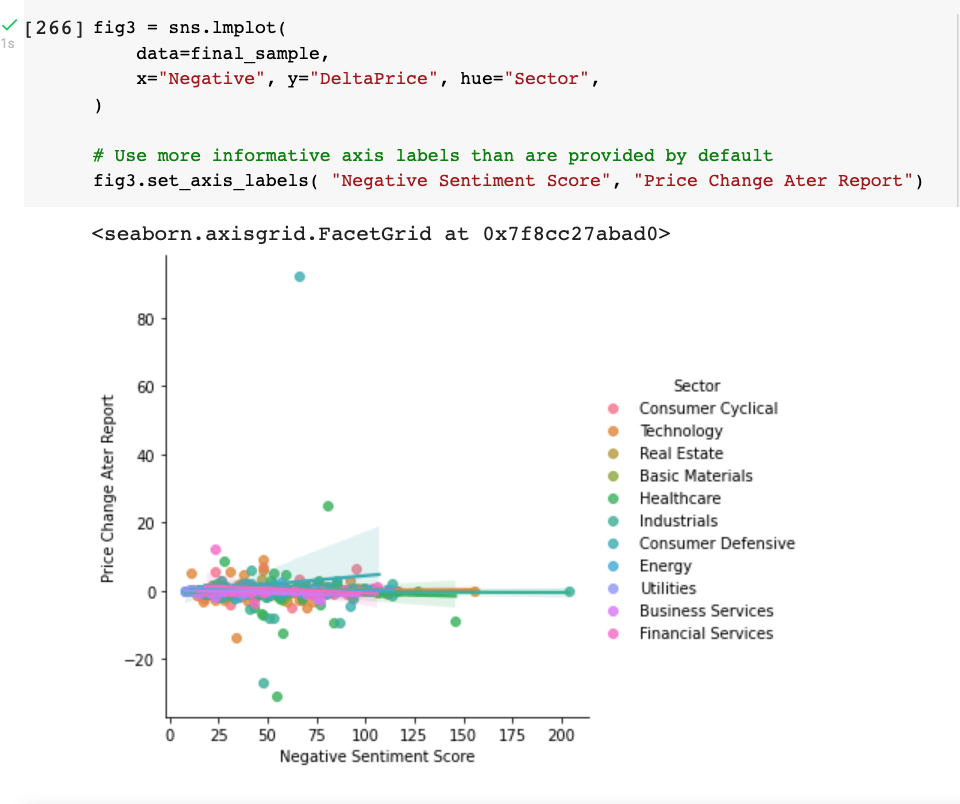 [266] fig3 = sns.lmplot(
data=final_sample,
x="Negative", y="DeltaPrice", hue="Sector",
)
# Use more informative axis labels than are provided by default
fig3.set_axis_labels( "Negative Sentiment Score", "Price Change Ater Report")
1s
<seaborn.axisgrid.FacetGrid at 0x7f8cc27abad0>
80
60
40
20
0
−20
Price Change Ater Report
0 25 50 75 100 125 150 175 200
Negative Sentiment Score
Sector
Consumer Cyclical
Technology
Real Estate
Basic Materials
Healthcare
Industrials
Consumer Defensive
Energy
Utilities
Business Services
Financial Services